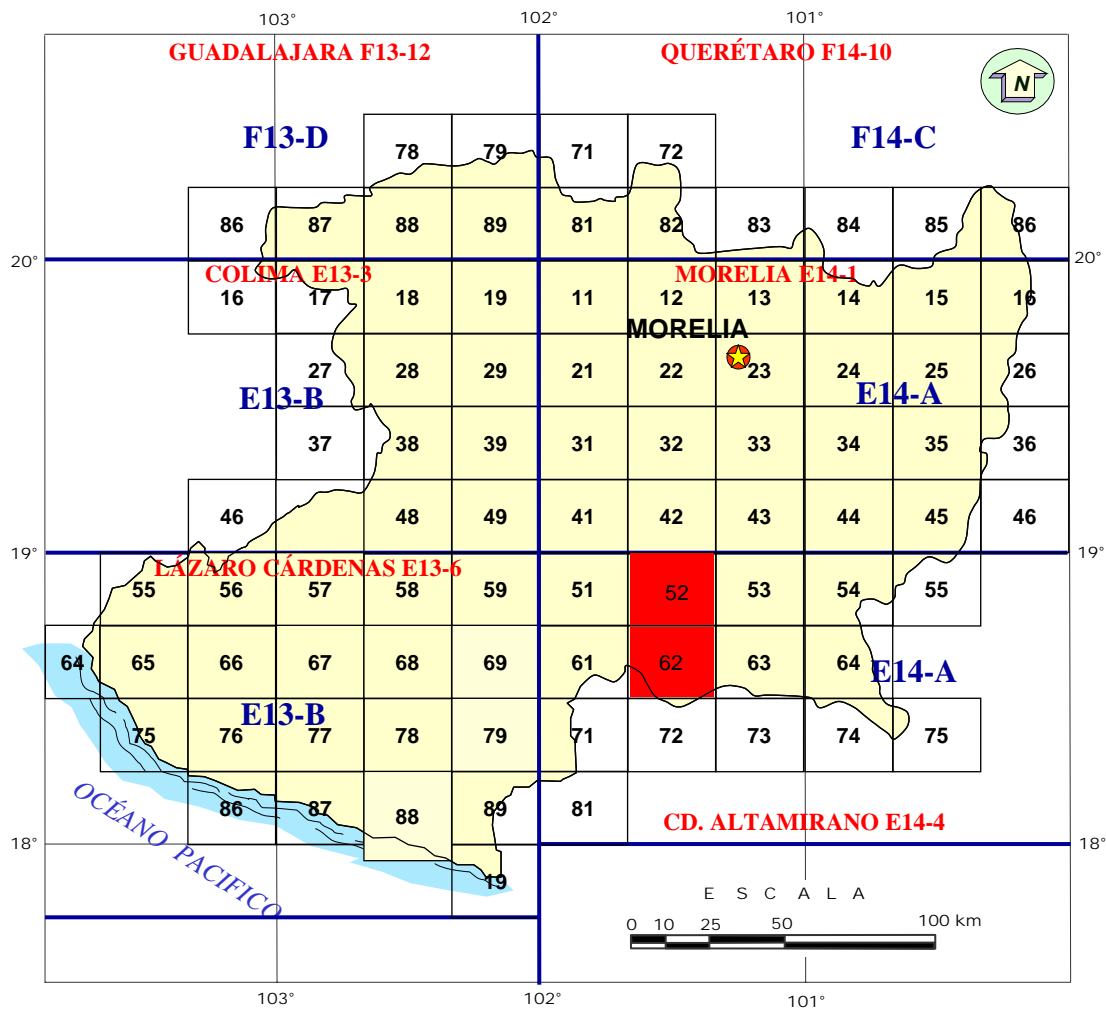 103° 102° 101°
GUADALAJARA F13-12 QUERÉTARO F14-10
N
F13-D F14-C
78 79 71 72
86 87 88 89 81 82 83 84 85 86
20° 20°
COLIMA E13-3 MORELIA E14-1
16 17 18 19 11 12 13 14 15 16
MORELIA
27 28 29 21 22 23 24 25 26
E13-B E14-A
37 38 39 31 32 33 34 35 36
46 48 49 41 42 43 44 45 46
19° 19°
LÁZARO CÁRDENAS E13-6
55 56 57 58 59 51 52 53 54 55
64 65 66 67 68 69 61 62 63 64
E14-A
E13-B
75 76 77 78 79 71 72 73 74 75
86 87 88 89 81
OCÉANO PACIFICO
CD. ALTAMIRANO E14-4
18° 18°
19
E S C A L A
0 10 25 50 100 km
103° 102° 101°